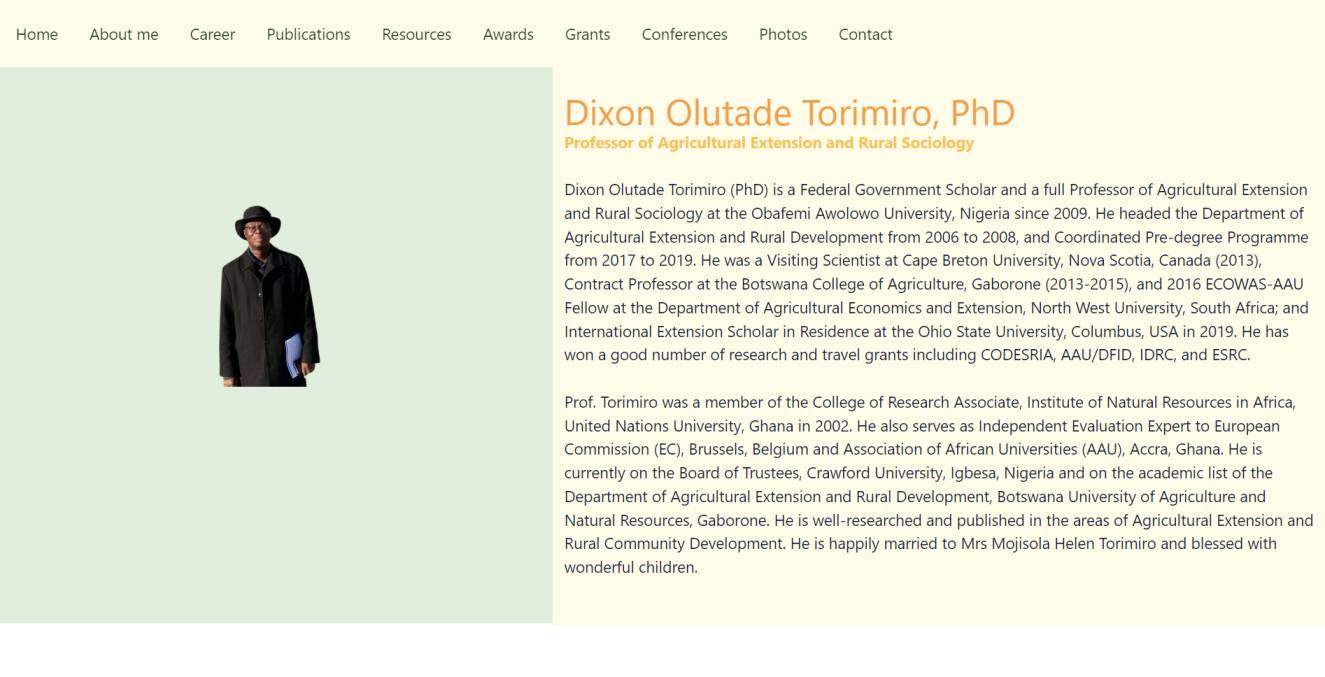 Home About me Career Publications Resources Awards Grants Conferences Photos Contact
Dixon Olutade Torimiro, PhD
Professor of Agricultural Extension and Rural Sociology
Dixon Olutade Torimiro (PhD) is a Federal Government Scholar and a full Professor of Agricultural Extension
and Rural Sociology at the Obafemi Awolowo University, Nigeria since 2009. He headed the Department of
Agricultural Extension and Rural Development from 2006 to 2008, and Coordinated Pre-degree Programme
from 2017 to 2019. He was a Visiting Scientist at Cape Breton University, Nova Scotia, Canada (2013),
Contract Professor at the Botswana College of Agriculture, Gaborone (2013-2015), and 2016 ECOWAS-AAU
Fellow at the Department of Agricultural Economics and Extension, North West University, South Africa; and
International Extension Scholar in Residence at the Ohio State University, Columbus, USA in 2019. He has
won a good number of research and travel grants including CODESRIA, AAU/DFID, IDRC, and ESRC.
Prof. Torimiro was a member of the College of Research Associate, Institute of Natural Resources in Africa,
United Nations University, Ghana in 2002. He also serves as Independent Evaluation Expert to European
Commission (EC), Brussels, Belgium and Association of African Universities (AAU), Accra, Ghana. He is
currently on the Board of Trustees, Crawford University, Igbesa, Nigeria and on the academic list of the
Department of Agricultural Extension and Rural Development, Botswana University of Agriculture and
Natural Resources, Gaborone. He is well-researched and published in the areas of Agricultural Extension and
Rural Community Development. He is happily married to Mrs Mojisola Helen Torimiro and blessed with
wonderful children.